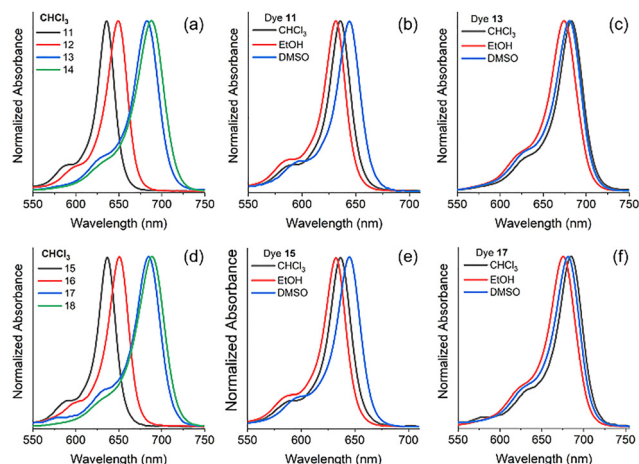 CHCl₃
11
12
13
14
(a)
Normalized Absorbance
550 600 650 700 750
Wavelength (nm)
Dye 11
CHCl₃
EtOH
DMSO
(b)
Normalized Absorbance
550 600 650 700
Wavelength (nm)
Dye 13
CHCl₃
EtOH
DMSO
(c)
Normalized Absorbance
550 600 650 700 750
Wavelength (nm)
CHCl₃
15
16
17
18
(d)
Normalized Absorbance
550 600 650 700 750
Wavelength (nm)
Dye 15
CHCl₃
EtOH
DMSO
(e)
Normalized Absorbance
550 600 650 700
Wavelength (nm)
Dye 17
CHCl₃
EtOH
DMSO
(f)
Normalized Absorbance
550 600 650 700 750
Wavelength (nm)